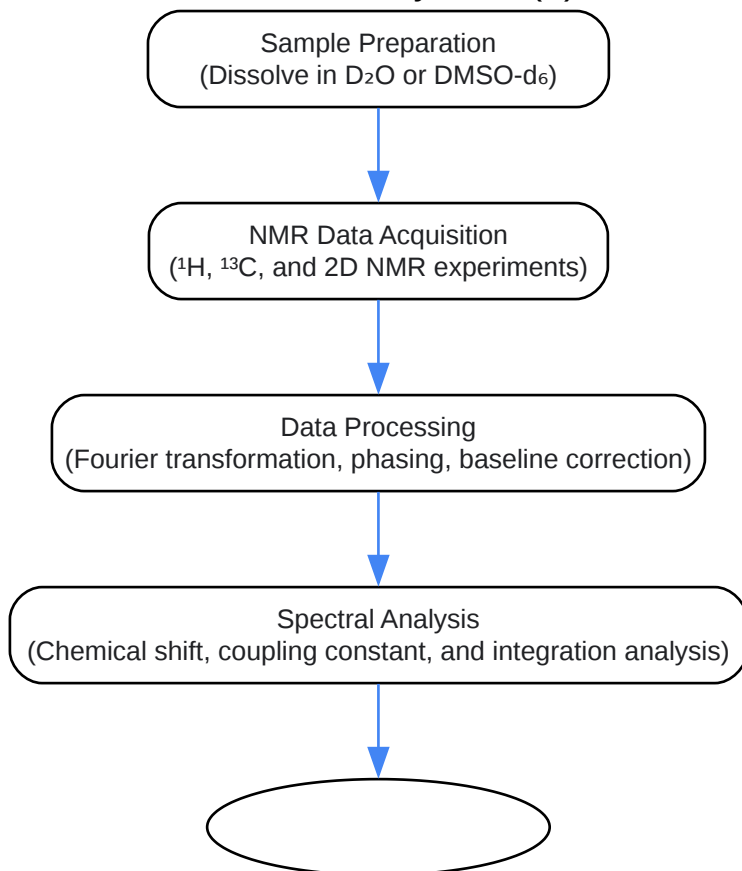 Sample Preparation
(Dissolve in D₂O or DMSO-d₆)
NMR Data Acquisition
(¹H, ¹³C, and 2D NMR experiments)
Data Processing
(Fourier transformation, phasing, baseline correction)
Spectral Analysis
(Chemical shift, coupling constant, and integration analysis)